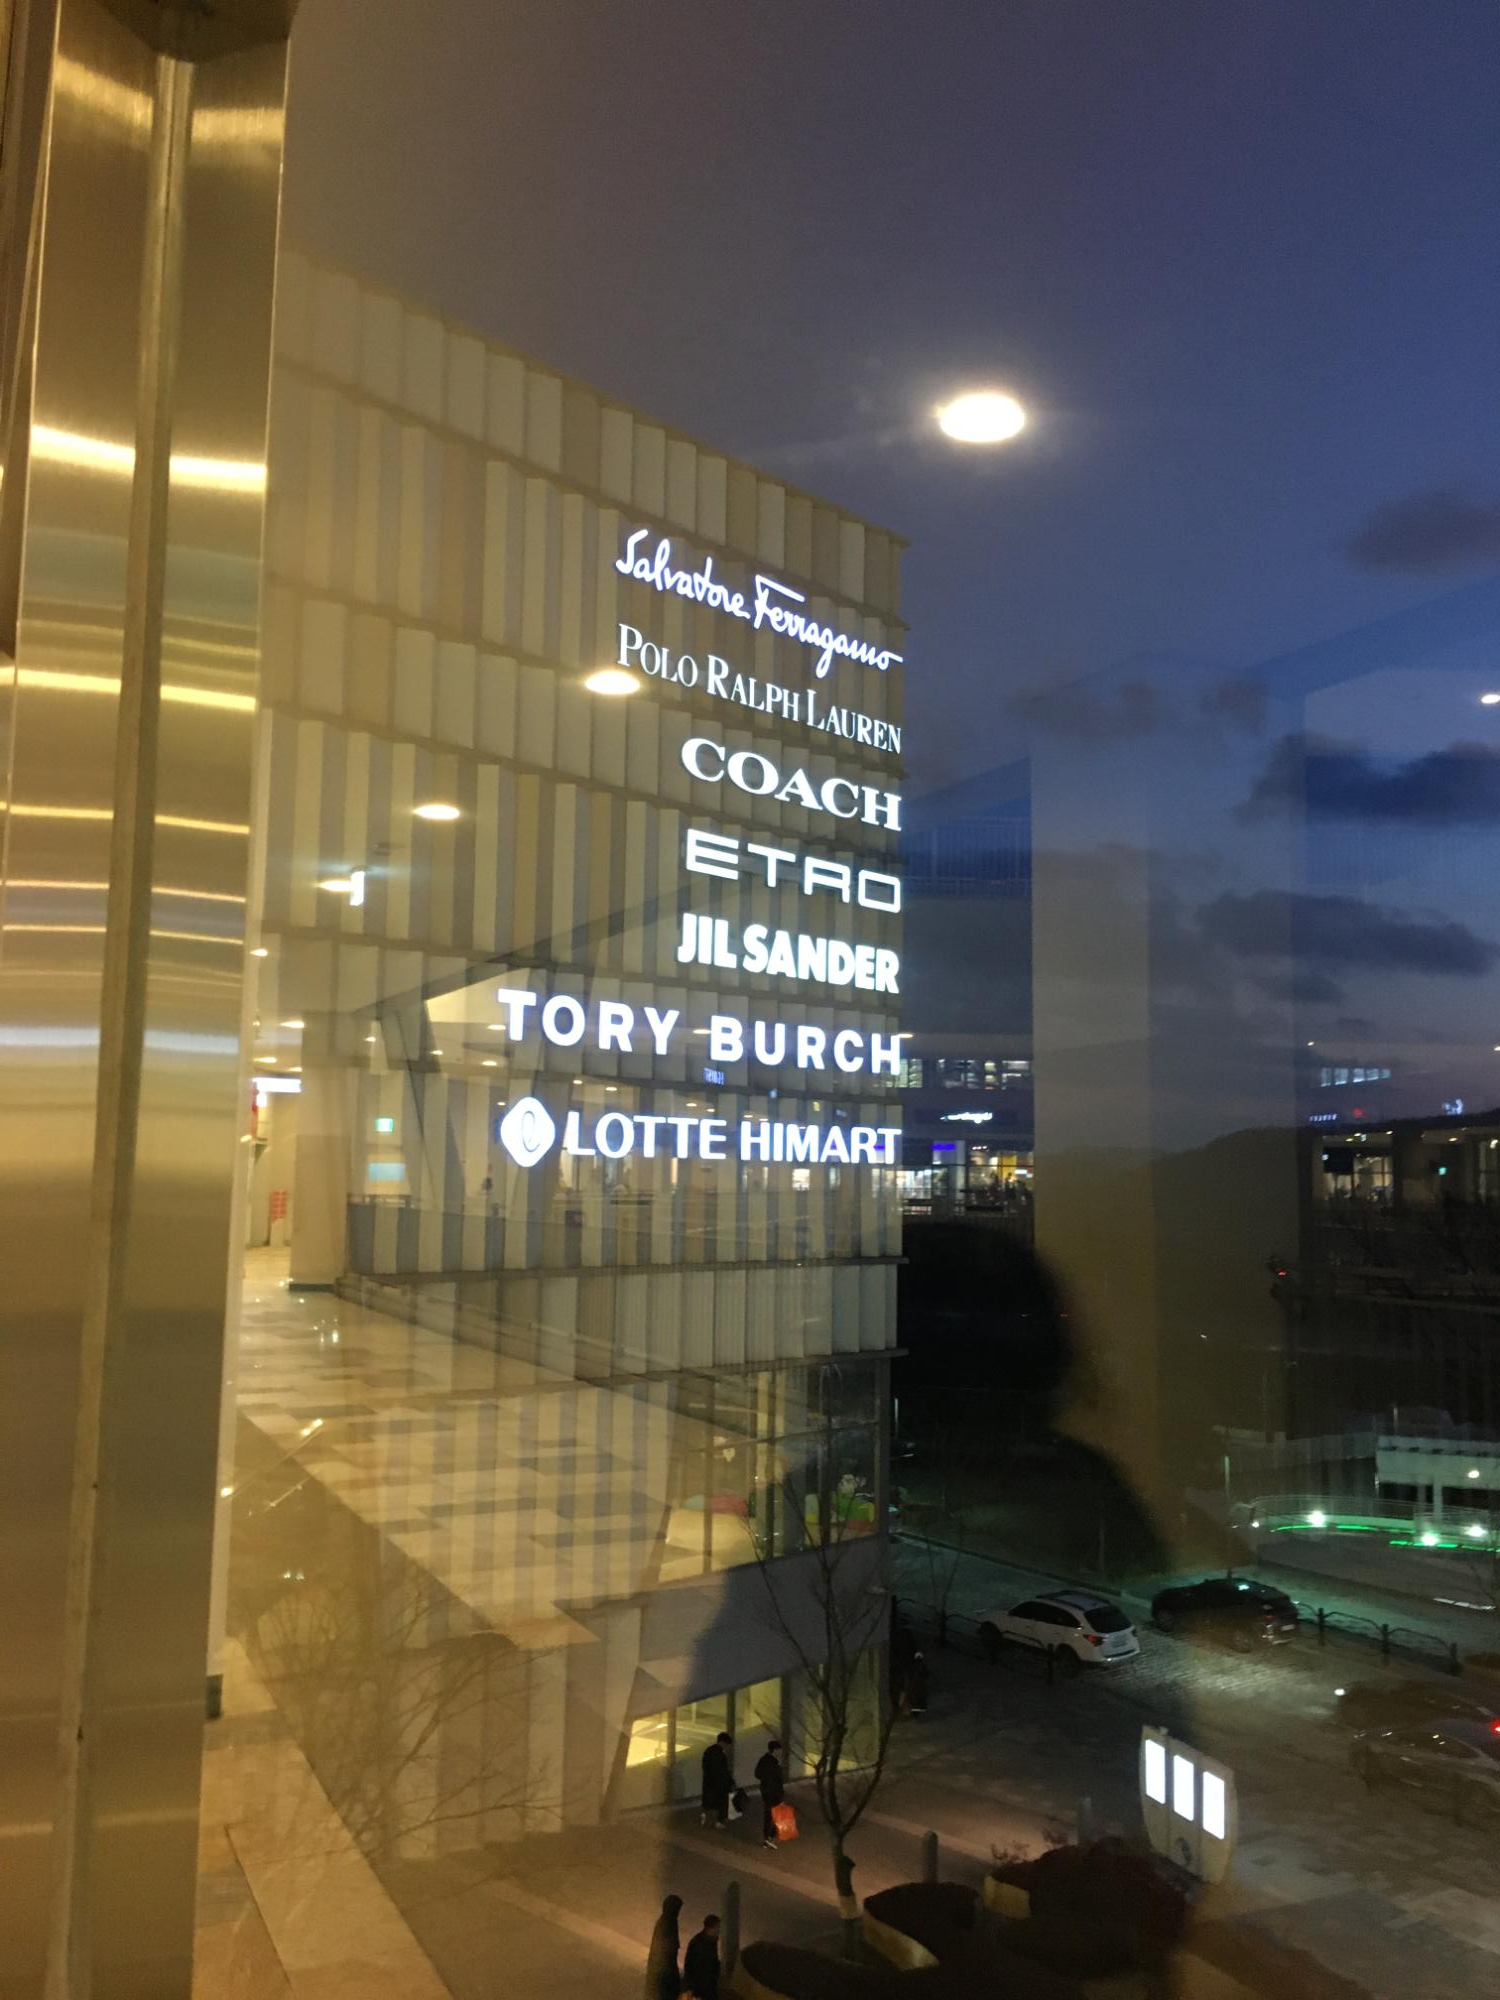 Salvatore Ferragamo
POLO RALPH LAUREN
COACH
ETRO
JIL SANDER
TORY BURCH
LOTTE HIMART